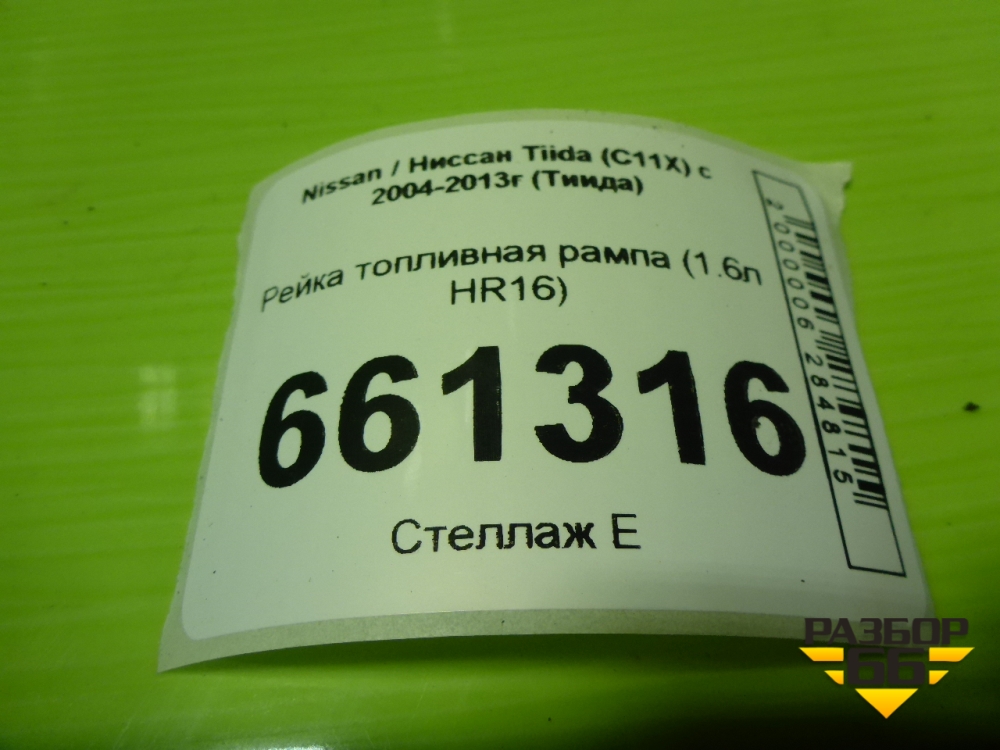 Nissan / Ниссан Tiida (C11X) с
2004-2013г (Тиида)
Рейка топливная рампа (1.6л
HR16)
661316
Стеллаж Е
2000006284815
РАЗБОР
66